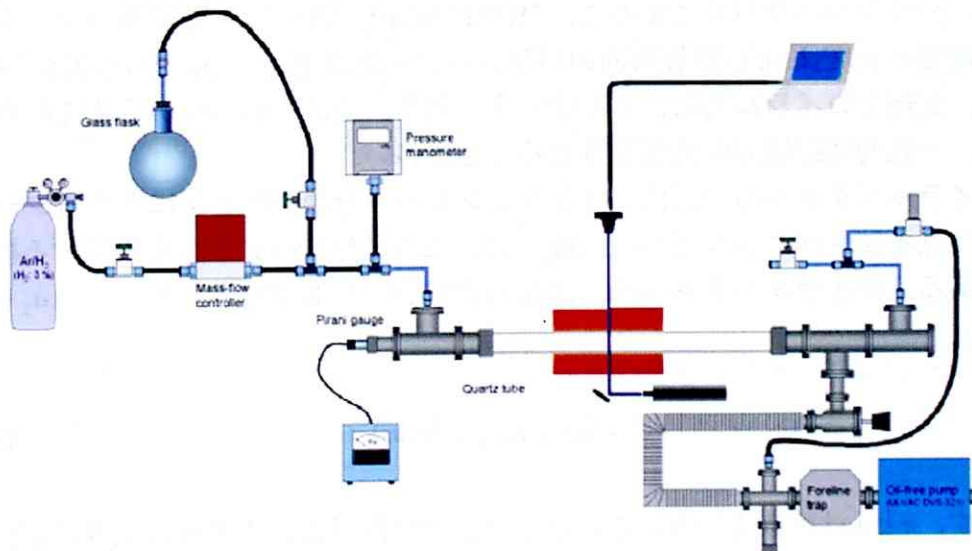 Glass flask
Pressure
manometer
Ar/H₂
(H₂: 3 %)
Mass-flow
controller
Pirani gauge
Quartz tube
Foreline
trap
Oil-free pump